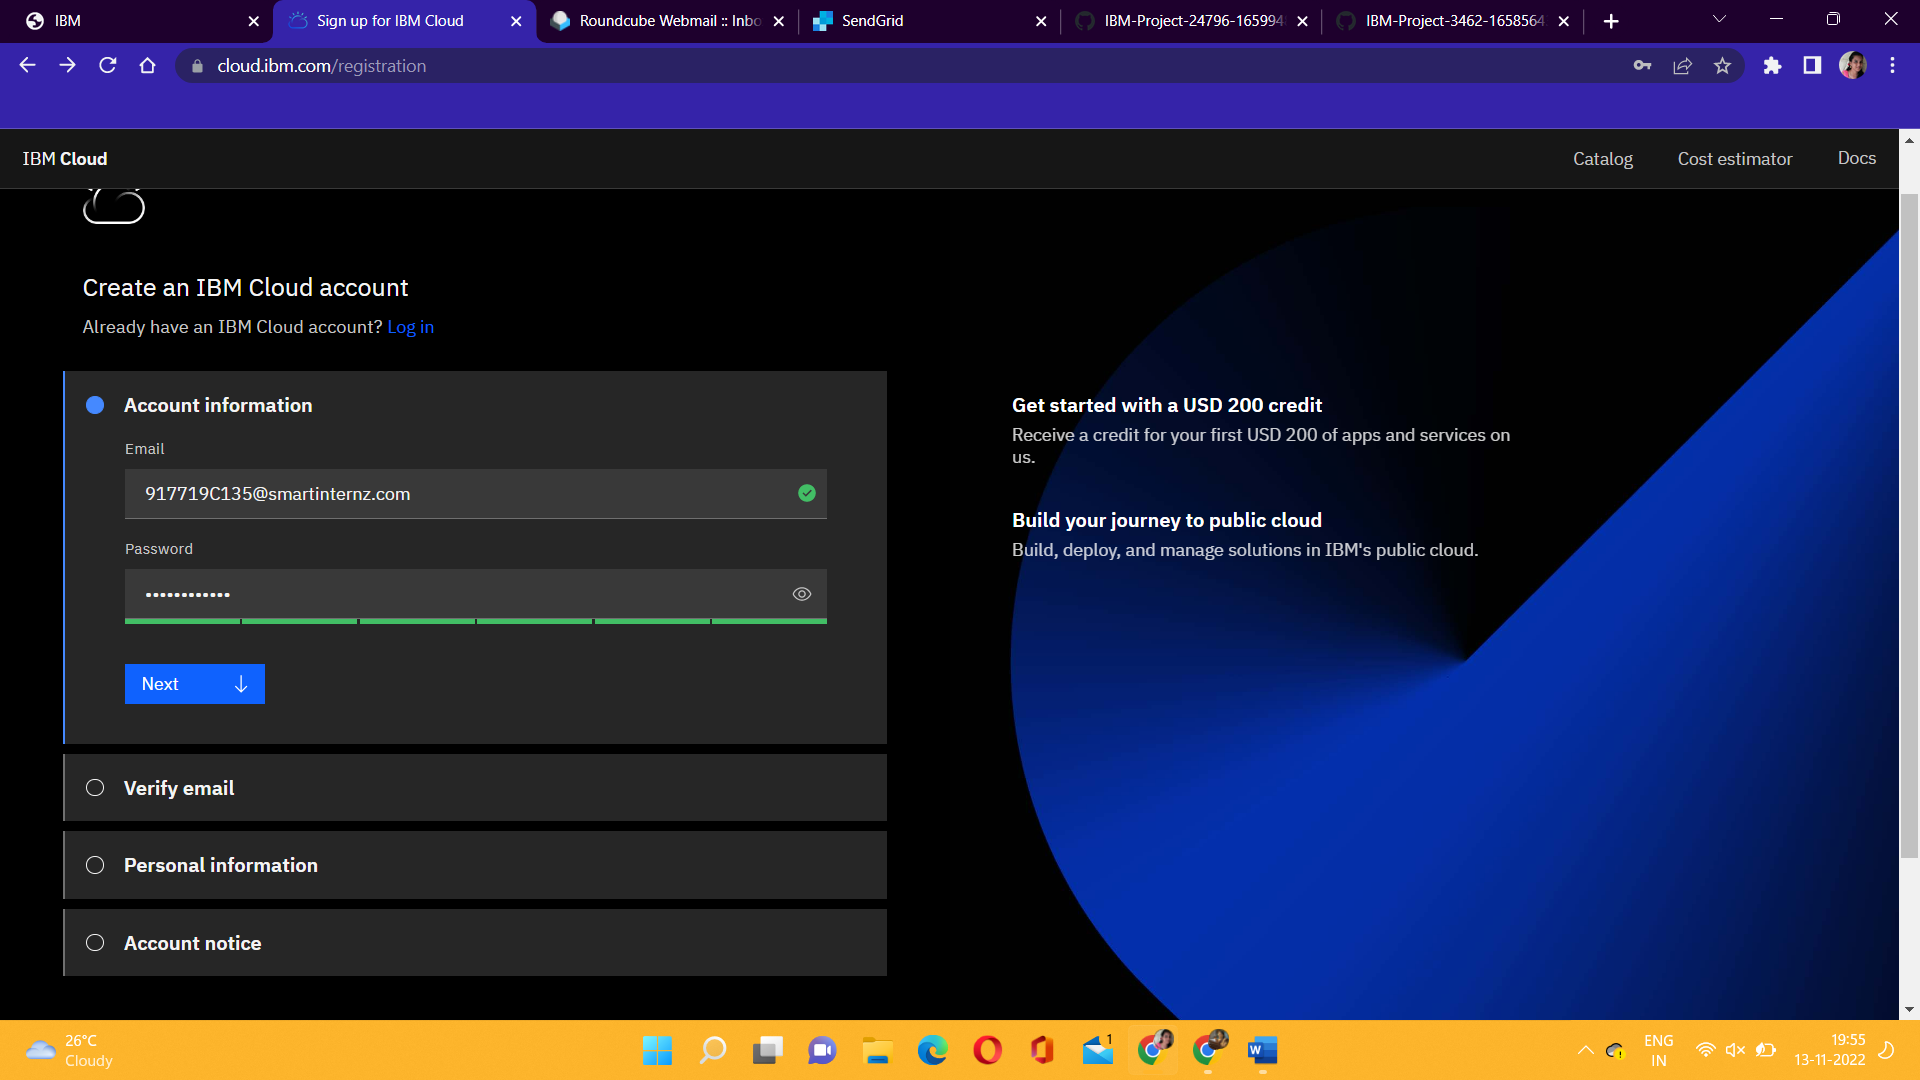 IBM
Sign up for IBM Cloud
Roundcube Webmail :: Inbo
SendGrid
IBM-Project-24796-165994
IBM-Project-3462-1658564
cloud.ibm.com/registration
IBM Cloud
Catalog
Cost estimator
Docs
Create an IBM Cloud account
Already have an IBM Cloud account? Log in
Account information
Email
917719C135@smartinternz.com
Password
Next
Verify email
Personal information
Account notice
Get started with a USD 200 credit
Receive a credit for your first USD 200 of apps and services on
us.
Build your journey to public cloud
Build, deploy, and manage solutions in IBM's public cloud.
26°C
Cloudy
1
ENG
IN
19:55
13-11-2022